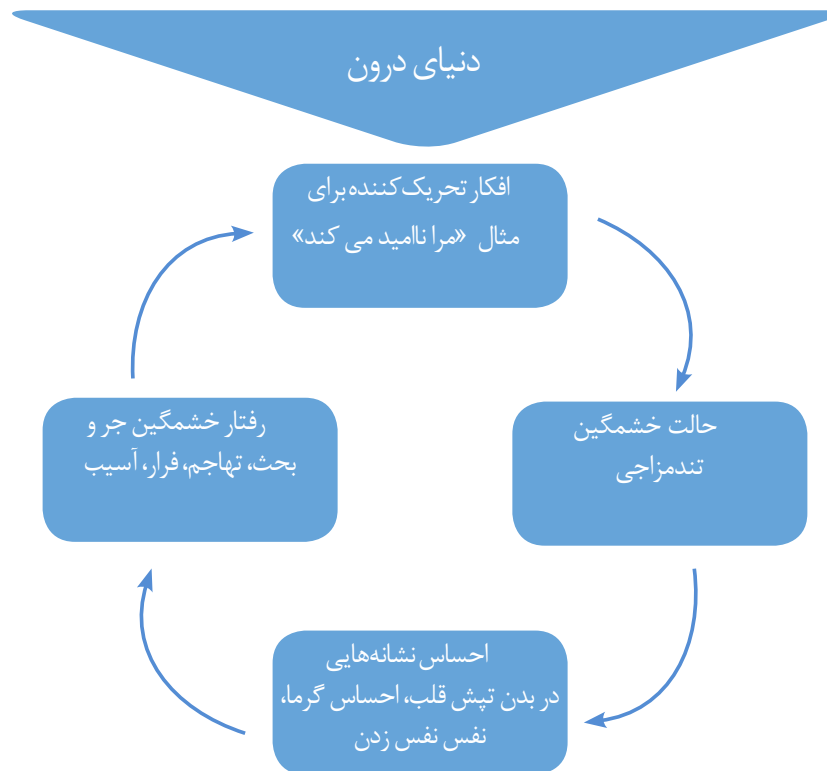 دنیای درون
افکار تحریک‌کننده برای
مثال «مرا ناامید می کند»
حالت خشمگین
تندمزاجی
احساس نشانه‌هایی
در بدن تپش قلب، احساس گرما،
نفس نفس زدن
رفتار خشمگین جر و
بحث، تهاجم، فرار، آسیب